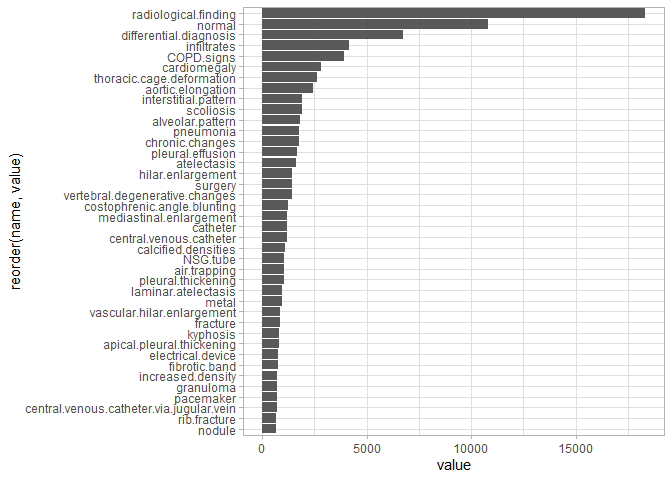 radiological.finding
normal
differential.diagnosis
infiltrates
COPD.signs
cardiomegaly
thoracic.cage.deformation
aortic.elongation
interstitial.pattern
scoliosis
alveolar.pattern
pneumonia
chronic.changes
pleural.effusion
atelectasis
hilar.enlargement
surgery
vertebral.degenerative.changes
costophrenic.angle.blunting
mediastinal.enlargement
catheter
central.venous.catheter
calcified.densities
NSG.tube
air.trapping
pleural.thickening
laminar.atelectasis
metal
vascular.hilar.enlargement
fracture
kyphosis
apical.pleural.thickening
electrical.device
fibrotic.band
increased.density
granuloma
pacemaker
central.venous.catheter.via.jugular.vein
rib.fracture
nodule
reorder(name, value)
0 5000 10000 15000
value